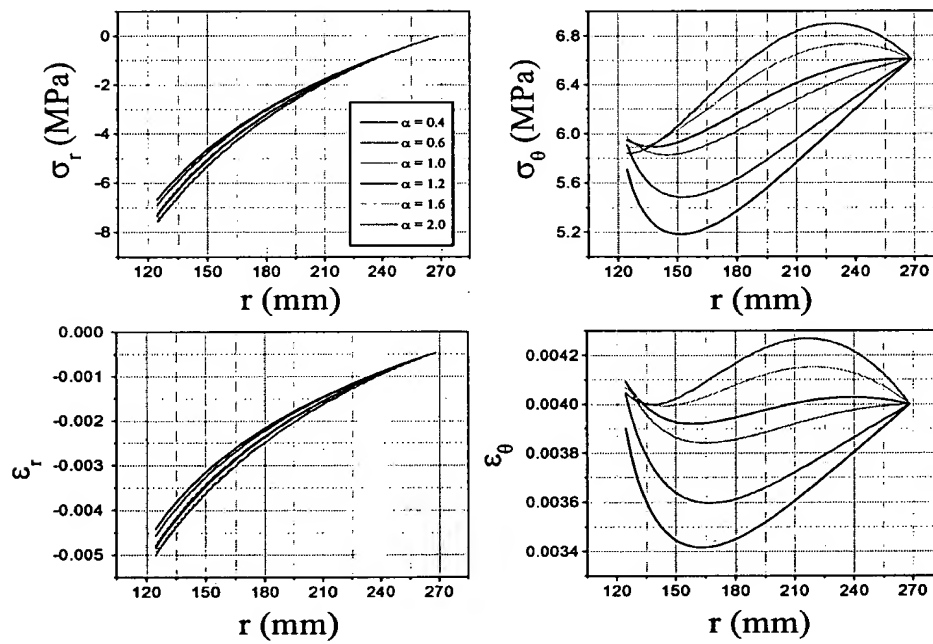 σr (MPa)
0
-2
-4
-6
-8
α = 0.4
α = 0.6
α = 1.0
α = 1.2
α = 1.6
α = 2.0
120 150 180 210 240 270
r (mm)
σθ (MPa)
6.8
6.4
6.0
5.6
5.2
120 150 180 210 240 270
r (mm)
εr
0.000
-0.001
-0.002
-0.003
-0.004
-0.005
120 150 180 210 240 270
r (mm)
εθ
0.0042
0.0040
0.0038
0.0036
0.0034
120 150 180 210 240 270
r (mm)